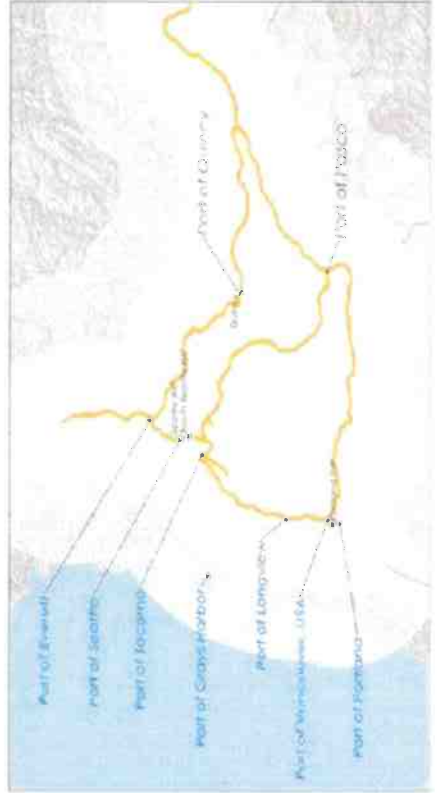 Port of Everett
Port of Seattle
Port of Tacoma
Port of Grays Harbor
Port of Longview
Port of Vancouver, USA
Port of Portland
Port of Quincy
Port of Pasco